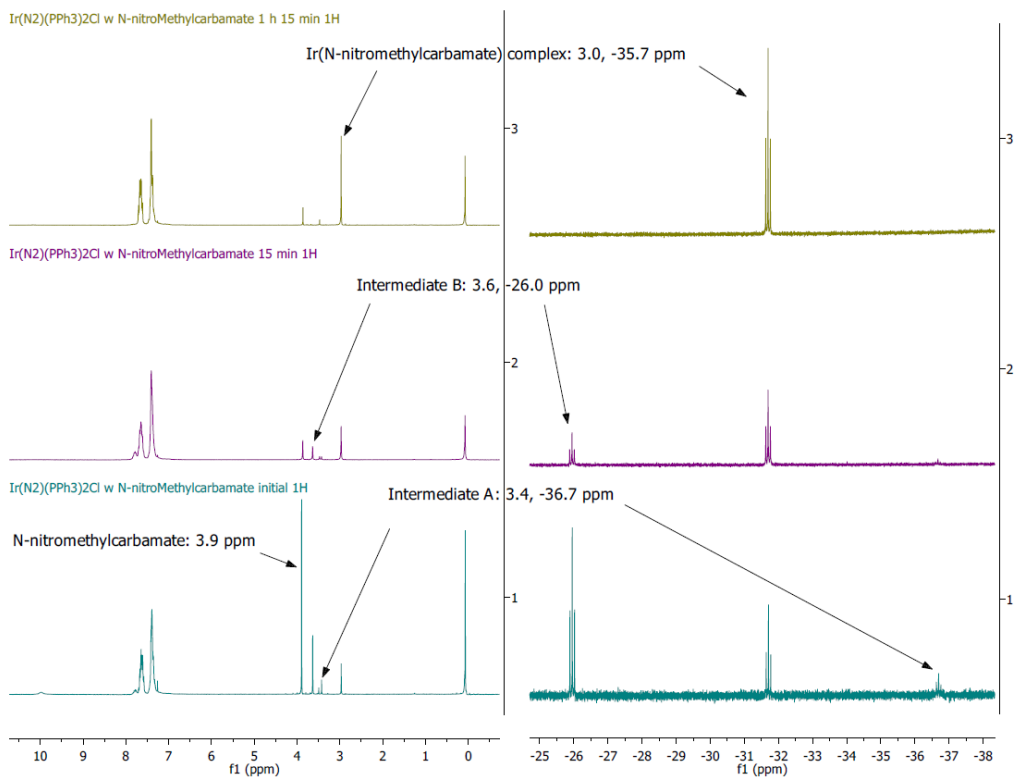 Ir(N2)(PPh3)2Cl w N-nitroMethylcarbamate 1 h 15 min 1H
Ir(N-nitromethylcarbamate) complex: 3.0, -35.7 ppm
3
3
Ir(N2)(PPh3)2Cl w N-nitroMethylcarbamate 15 min 1H
Intermediate B: 3.6, -26.0 ppm
2
2
Ir(N2)(PPh3)2Cl w N-nitroMethylcarbamate initial 1H
Intermediate A: 3.4, -36.7 ppm
N-nitromethylcarbamate: 3.9 ppm
1
1
10 9 8 7 6 5 4 3 2 1 0
f1 (ppm)
-25 -26 -27 -28 -29 -30 -31 -32 -33 -34 -35 -36 -37 -38
f1 (ppm)